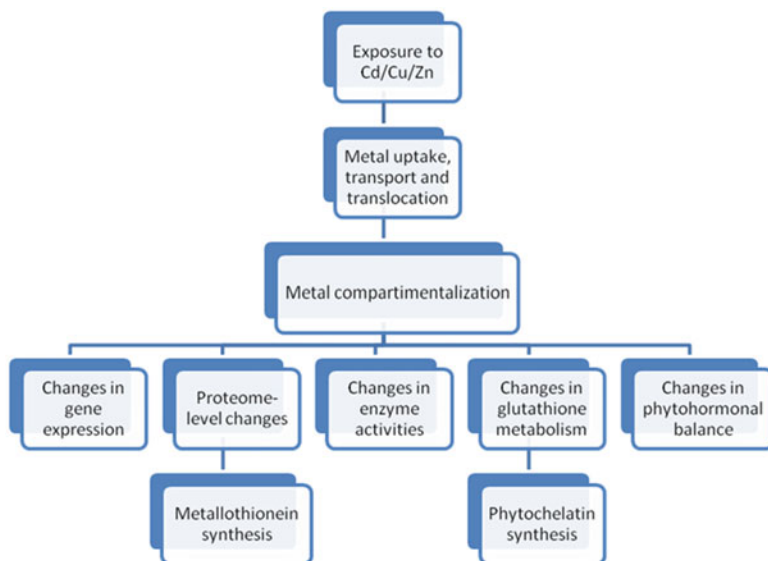 Exposure to
Cd/Cu/Zn
Metal uptake,
transport and
translocation
Metal compartimentalization
Changes in
gene
expression
Proteome-
level changes
Changes in
enzyme
activities
Changes in
glutathione
metabolism
Changes in
phytohormonal
balance
Metallothionein
synthesis
Phytochelatin
synthesis